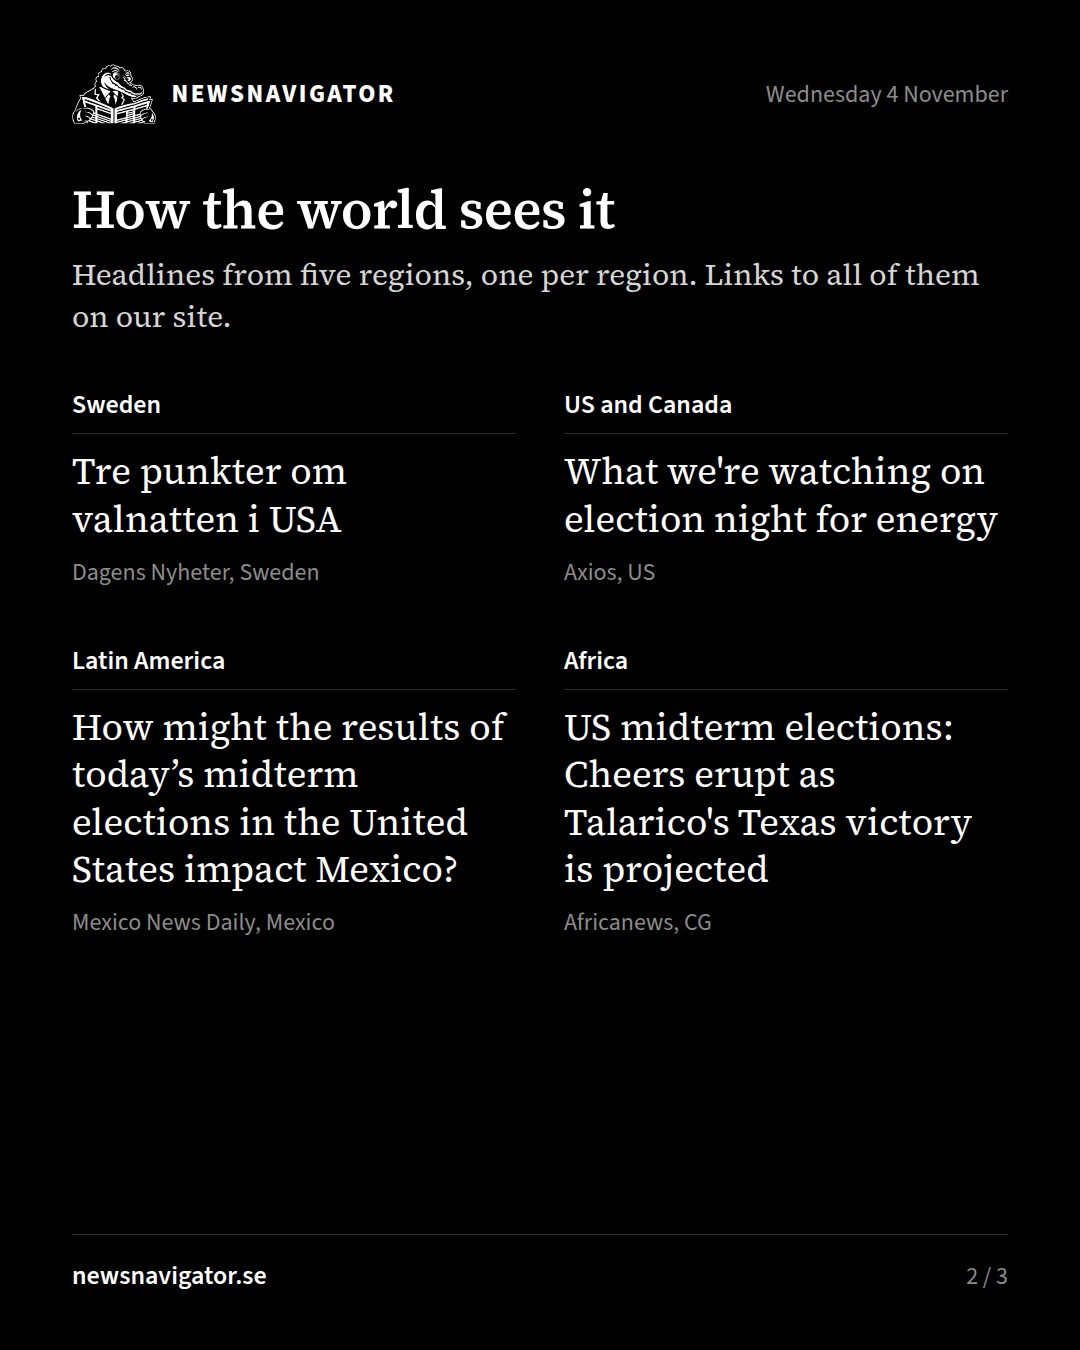 NEWSNAVIGATOR
Wednesday 4 November
How the world sees it
Headlines from five regions, one per region. Links to all of them
on our site.
Sweden
Tre punkter om
valnatten i USA
Dagens Nyheter, Sweden
US and Canada
What we're watching on
election night for energy
Axios, US
Latin America
How might the results of
today’s midterm
elections in the United
States impact Mexico?
Mexico News Daily, Mexico
Africa
US midterm elections:
Cheers erupt as
Talarico's Texas victory
is projected
Africanews, CG
newsnavigator.se
2 / 3